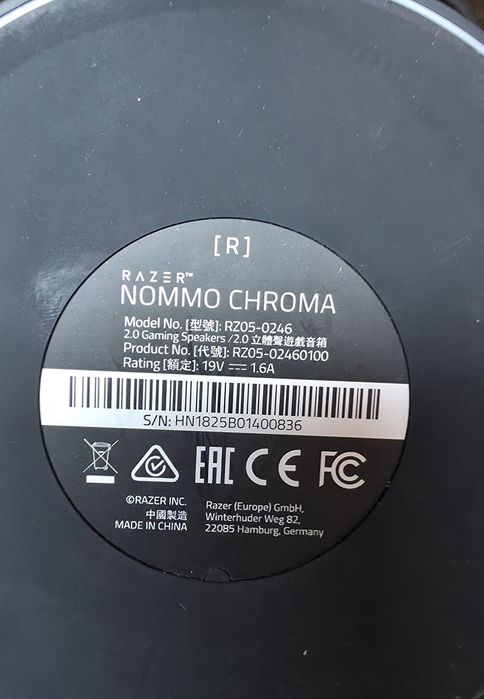 [R]
RAZER™
NOMMO CHROMA
Model No. [型號]: RZ05-0246
2.0 Gaming Speakers /2.0 立體聲遊戲音箱
Product No. [代號]: RZ05-02460100
Rating [額定]: 19V ⎓ 1.6A
S/N: HN1825B01400836
EAC CE FC
©RAZER INC.
中國製造
MADE IN CHINA
Razer (Europe) GmbH,
Winterhuder Weg 82,
22085 Hamburg, Germany